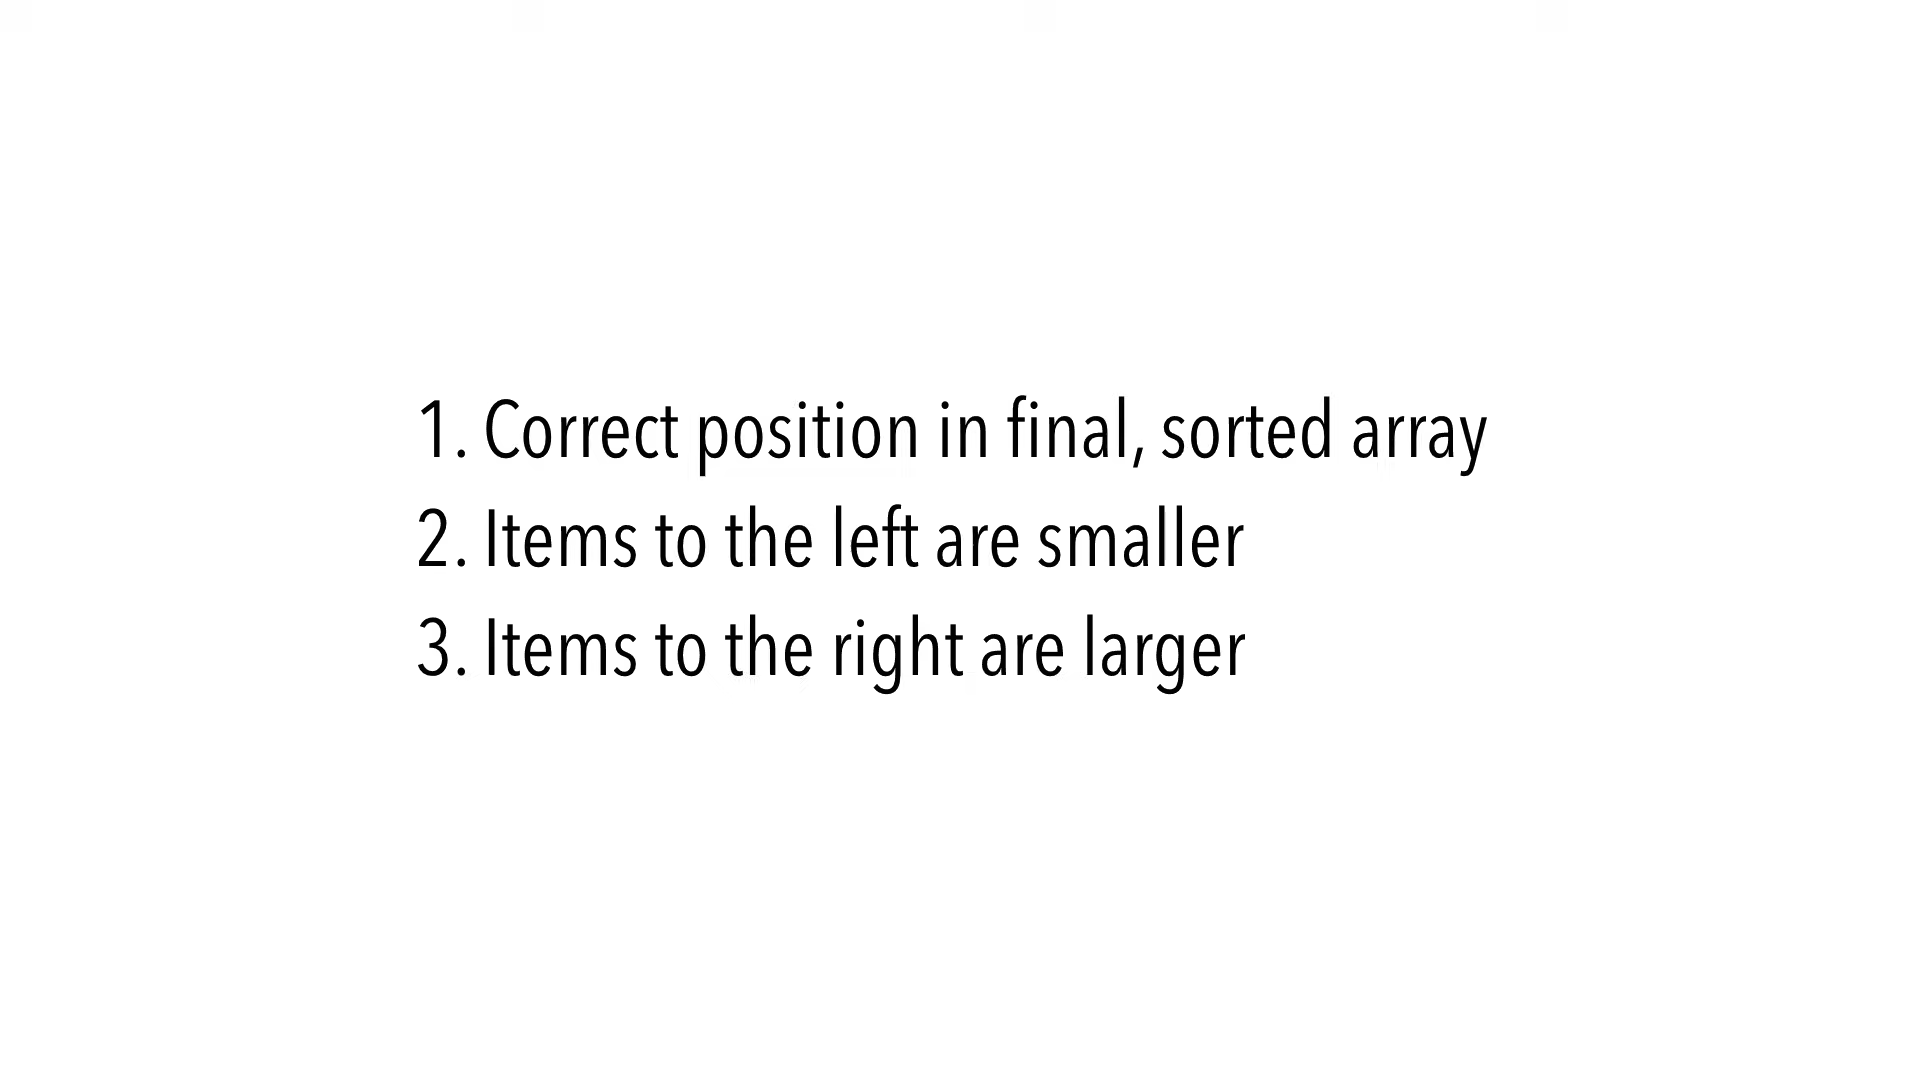 1. Correct position in final, sorted array
2. Items to the left are smaller
3. Items to the right are larger